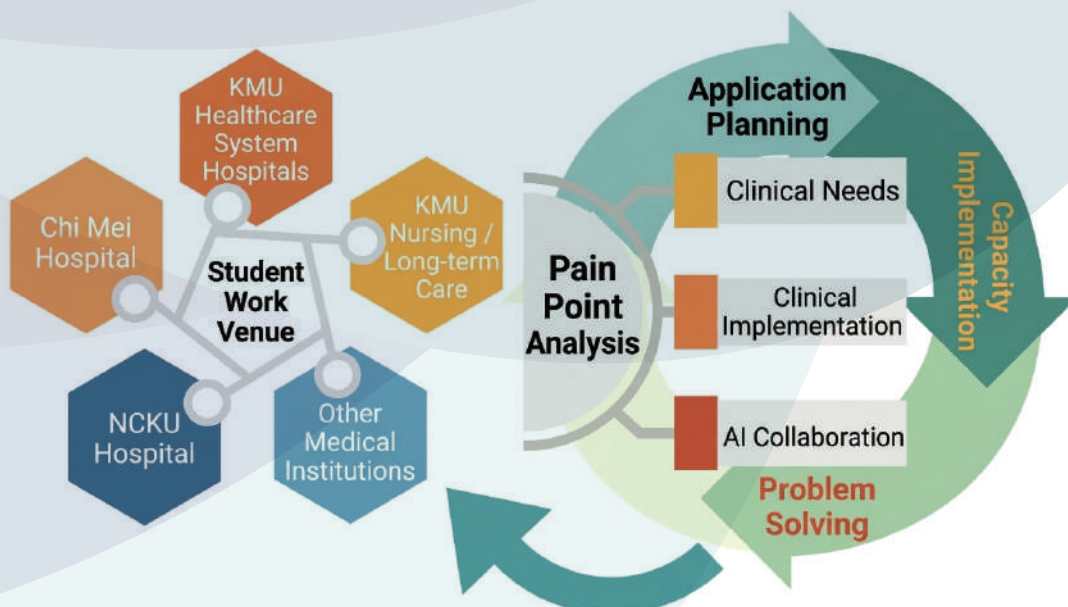 KMU
Healthcare
System
Hospitals
Chi Mei
Hospital
KMU
Nursing /
Long-term
Care
Student
Work
Venue
NCKU
Hospital
Other
Medical
Institutions
Pain
Point
Analysis
Application
Planning
Clinical Needs
Clinical
Implementation
AI Collaboration
Capacity
Implementation
Problem
Solving